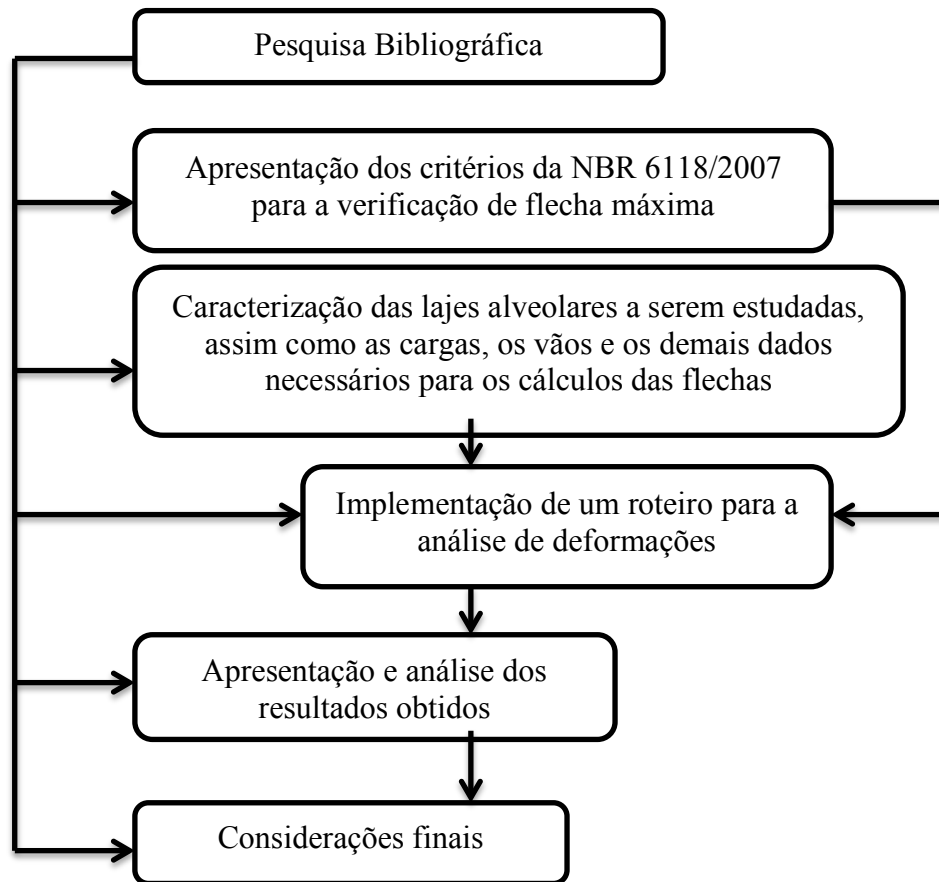 Pesquisa Bibliográfica
Apresentação dos critérios da NBR 6118/2007
para a verificação de flecha máxima
Caracterização das lajes alveolares a serem estudadas,
assim como as cargas, os vãos e os demais dados
necessários para os cálculos das flechas
Implementação de um roteiro para a
análise de deformações
Apresentação e análise dos
resultados obtidos
Considerações finais